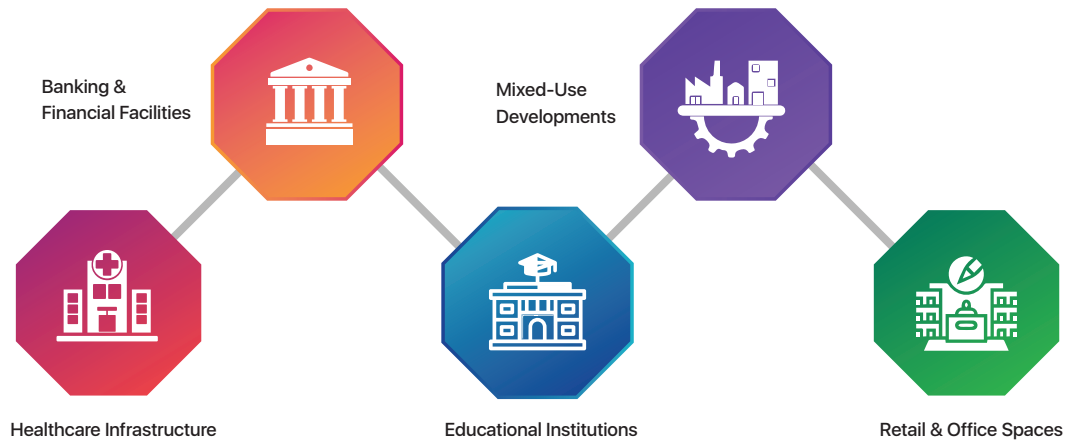 Banking &
Financial Facilities
Mixed-Use
Developments
Healthcare Infrastructure
Educational Institutions
Retail & Office Spaces